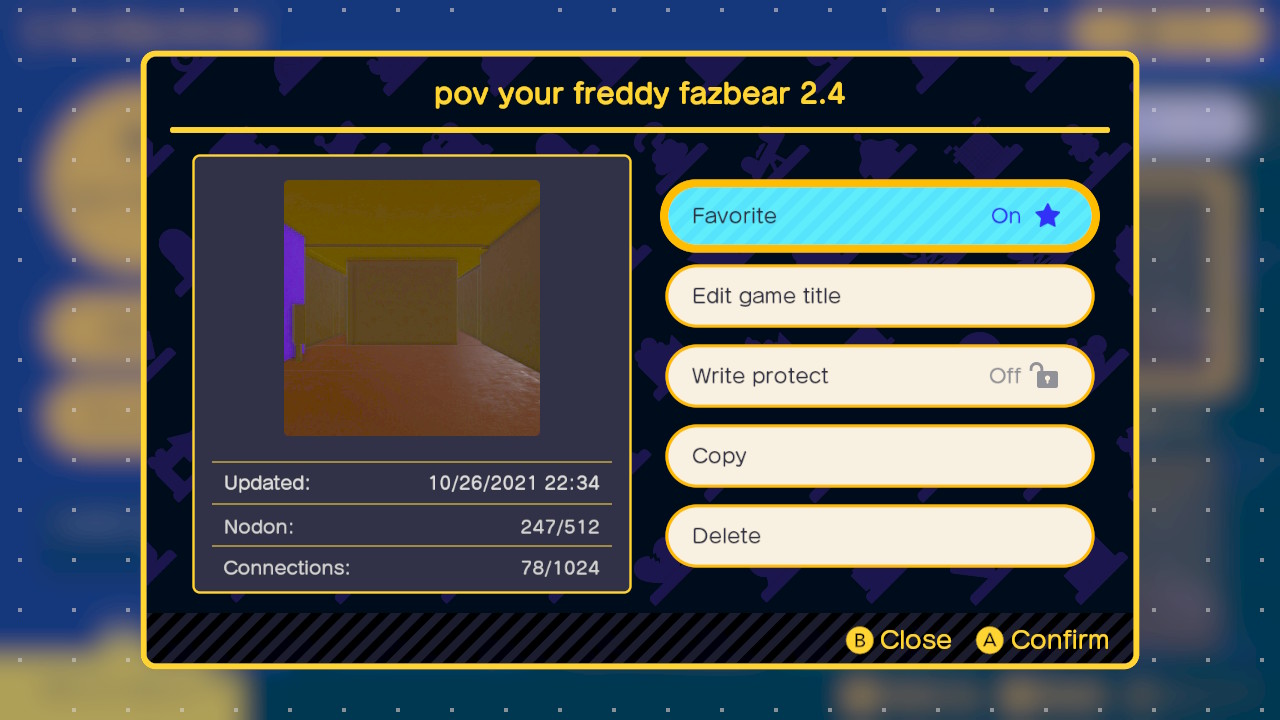 pov your freddy fazbear 2.4
Favorite On
Edit game title
Write protect Off
Copy
Delete
Updated: 10/26/2021 22:34
Nodon: 247/512
Connections: 78/1024
B Close A Confirm